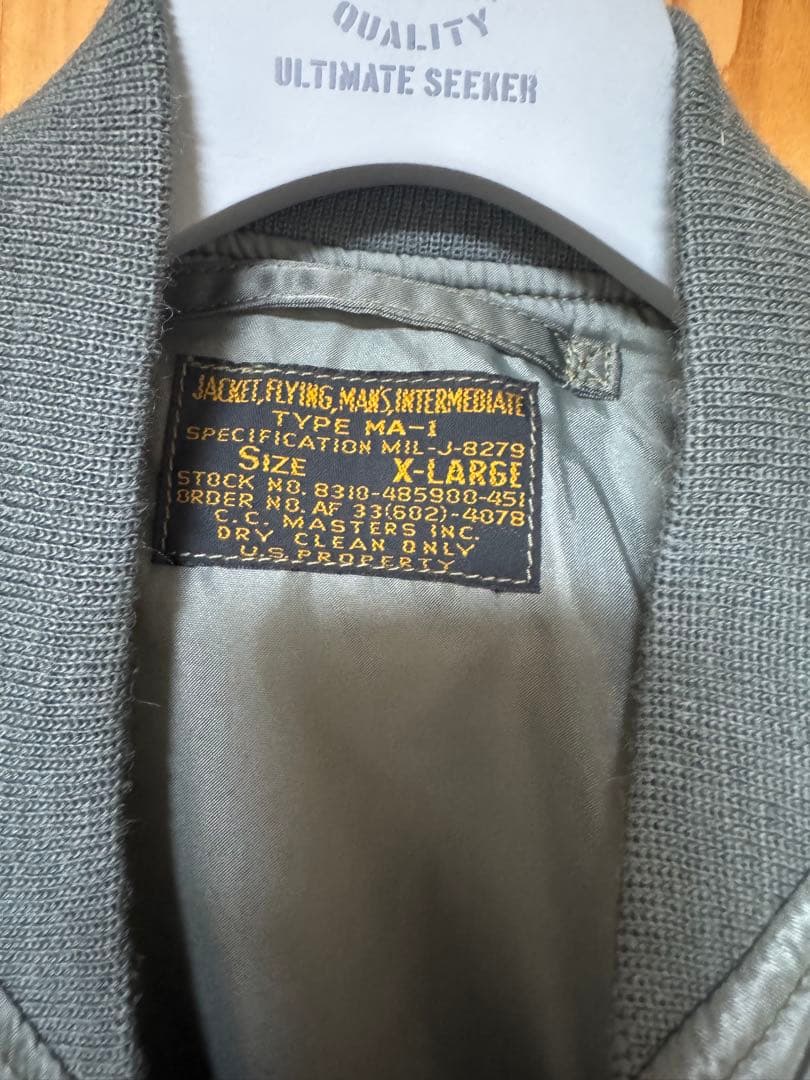 QUALITY
ULTIMATE SEEKER
JACKET, FLYING, MAN'S, INTERMEDIATE
TYPE MA-1
SPECIFICATION MIL-J-8279
SIZE X-LARGE
STOCK NO. 8310-485900-451
ORDER NO. AF 33(602)-4078
C.C. MASTERS INC.
DRY CLEAN ONLY
U.S. PROPERTY